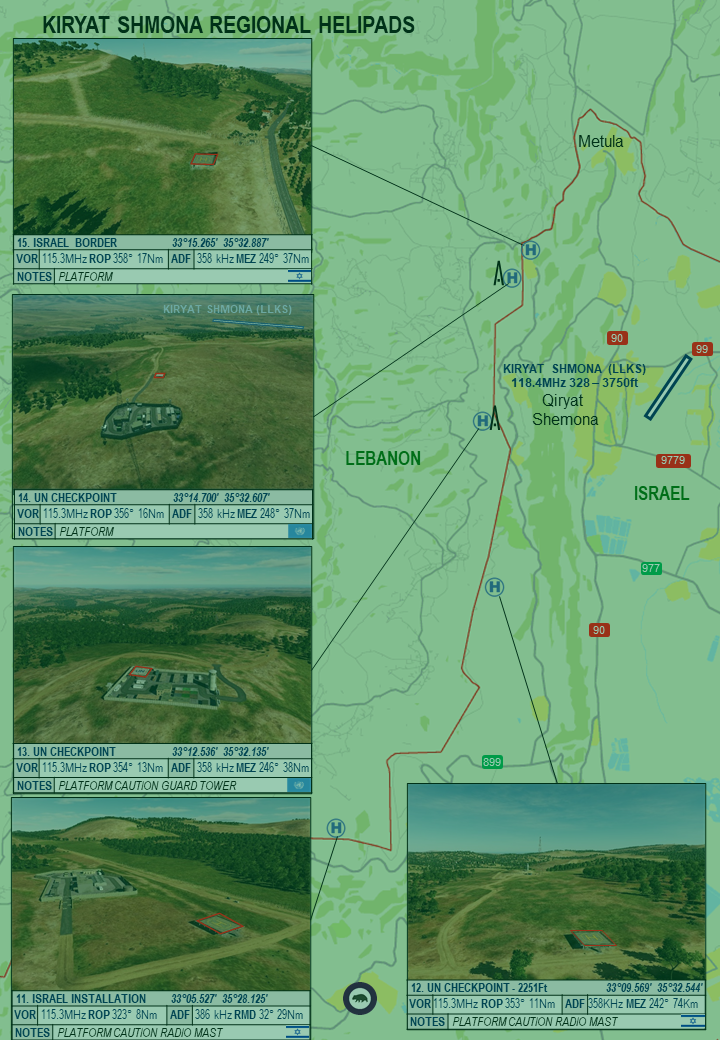 KIRYAT SHMONA REGIONAL HELIPADS
15. ISRAEL BORDER 33°15.265' 35°32.887'
VOR 115.3MHz ROP 358° 17Nm ADF 358 kHz MEZ 249° 37Nm
NOTES PLATFORM
KIRYAT SHMONA (LLKS)
14. UN CHECKPOINT 33°14.700' 35°32.607'
VOR 115.3MHz ROP 356° 16Nm ADF 358 kHz MEZ 248° 37Nm
NOTES PLATFORM
13. UN CHECKPOINT 33°12.536' 35°32.135'
VOR 115.3MHz ROP 354° 13Nm ADF 358 kHz MEZ 246° 38Nm
NOTES PLATFORM CAUTION GUARD TOWER
11. ISRAEL INSTALLATION 33°05.527' 35°28.125'
VOR 115.3MHz ROP 323° 8Nm ADF 386 kHz RMD 32° 29Nm
NOTES PLATFORM CAUTION RADIO MAST
12. UN CHECKPOINT - 2251Ft 33°09.569' 35°32.544'
VOR 115.3MHz ROP 353° 11Nm ADF 358KHz MEZ 242° 74Km
NOTES PLATFORM CAUTION RADIO MAST
Metula
H
H
90
99
KIRYAT SHMONA (LLKS)
118.4MHz 328 – 3750ft
Qiryat
Shemona
H
LEBANON
9779
ISRAEL
977
H
90
899
H